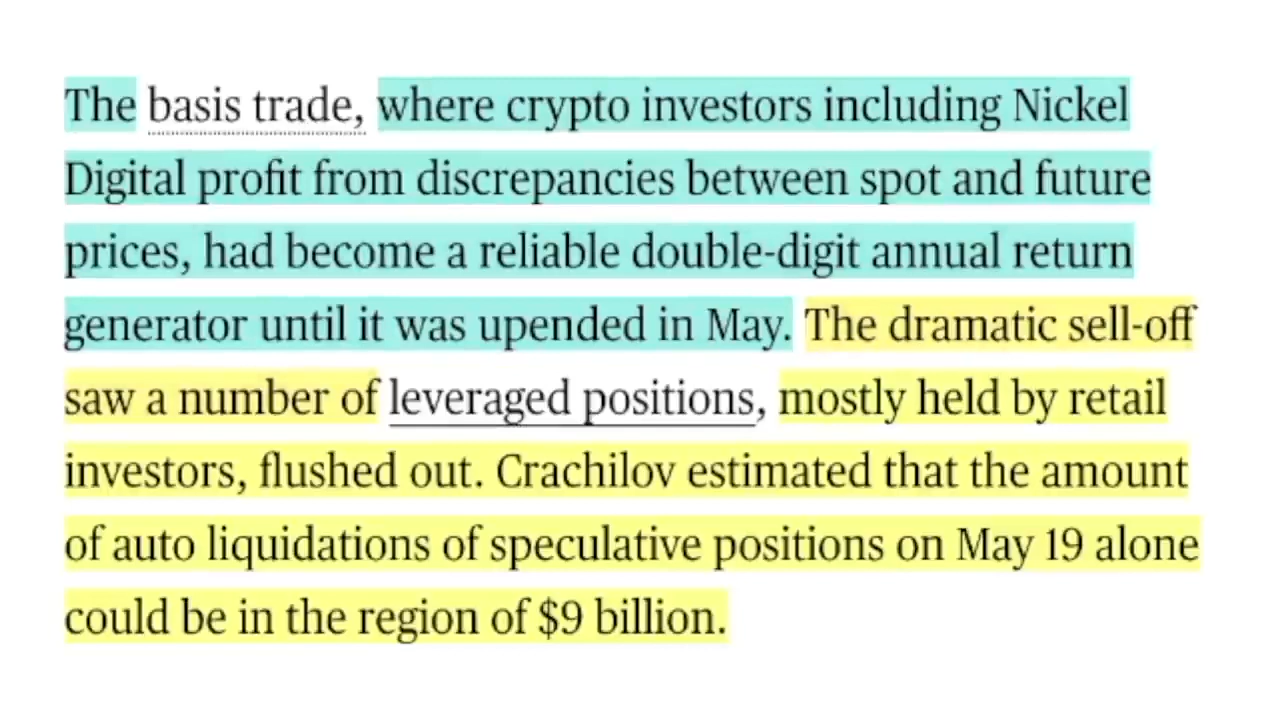 The basis trade, where crypto investors including Nickel
Digital profit from discrepancies between spot and future
prices, had become a reliable double-digit annual return
generator until it was upended in May. The dramatic sell-off
saw a number of leveraged positions, mostly held by retail
investors, flushed out. Crachilov estimated that the amount
of auto liquidations of speculative positions on May 19 alone
could be in the region of $9 billion.